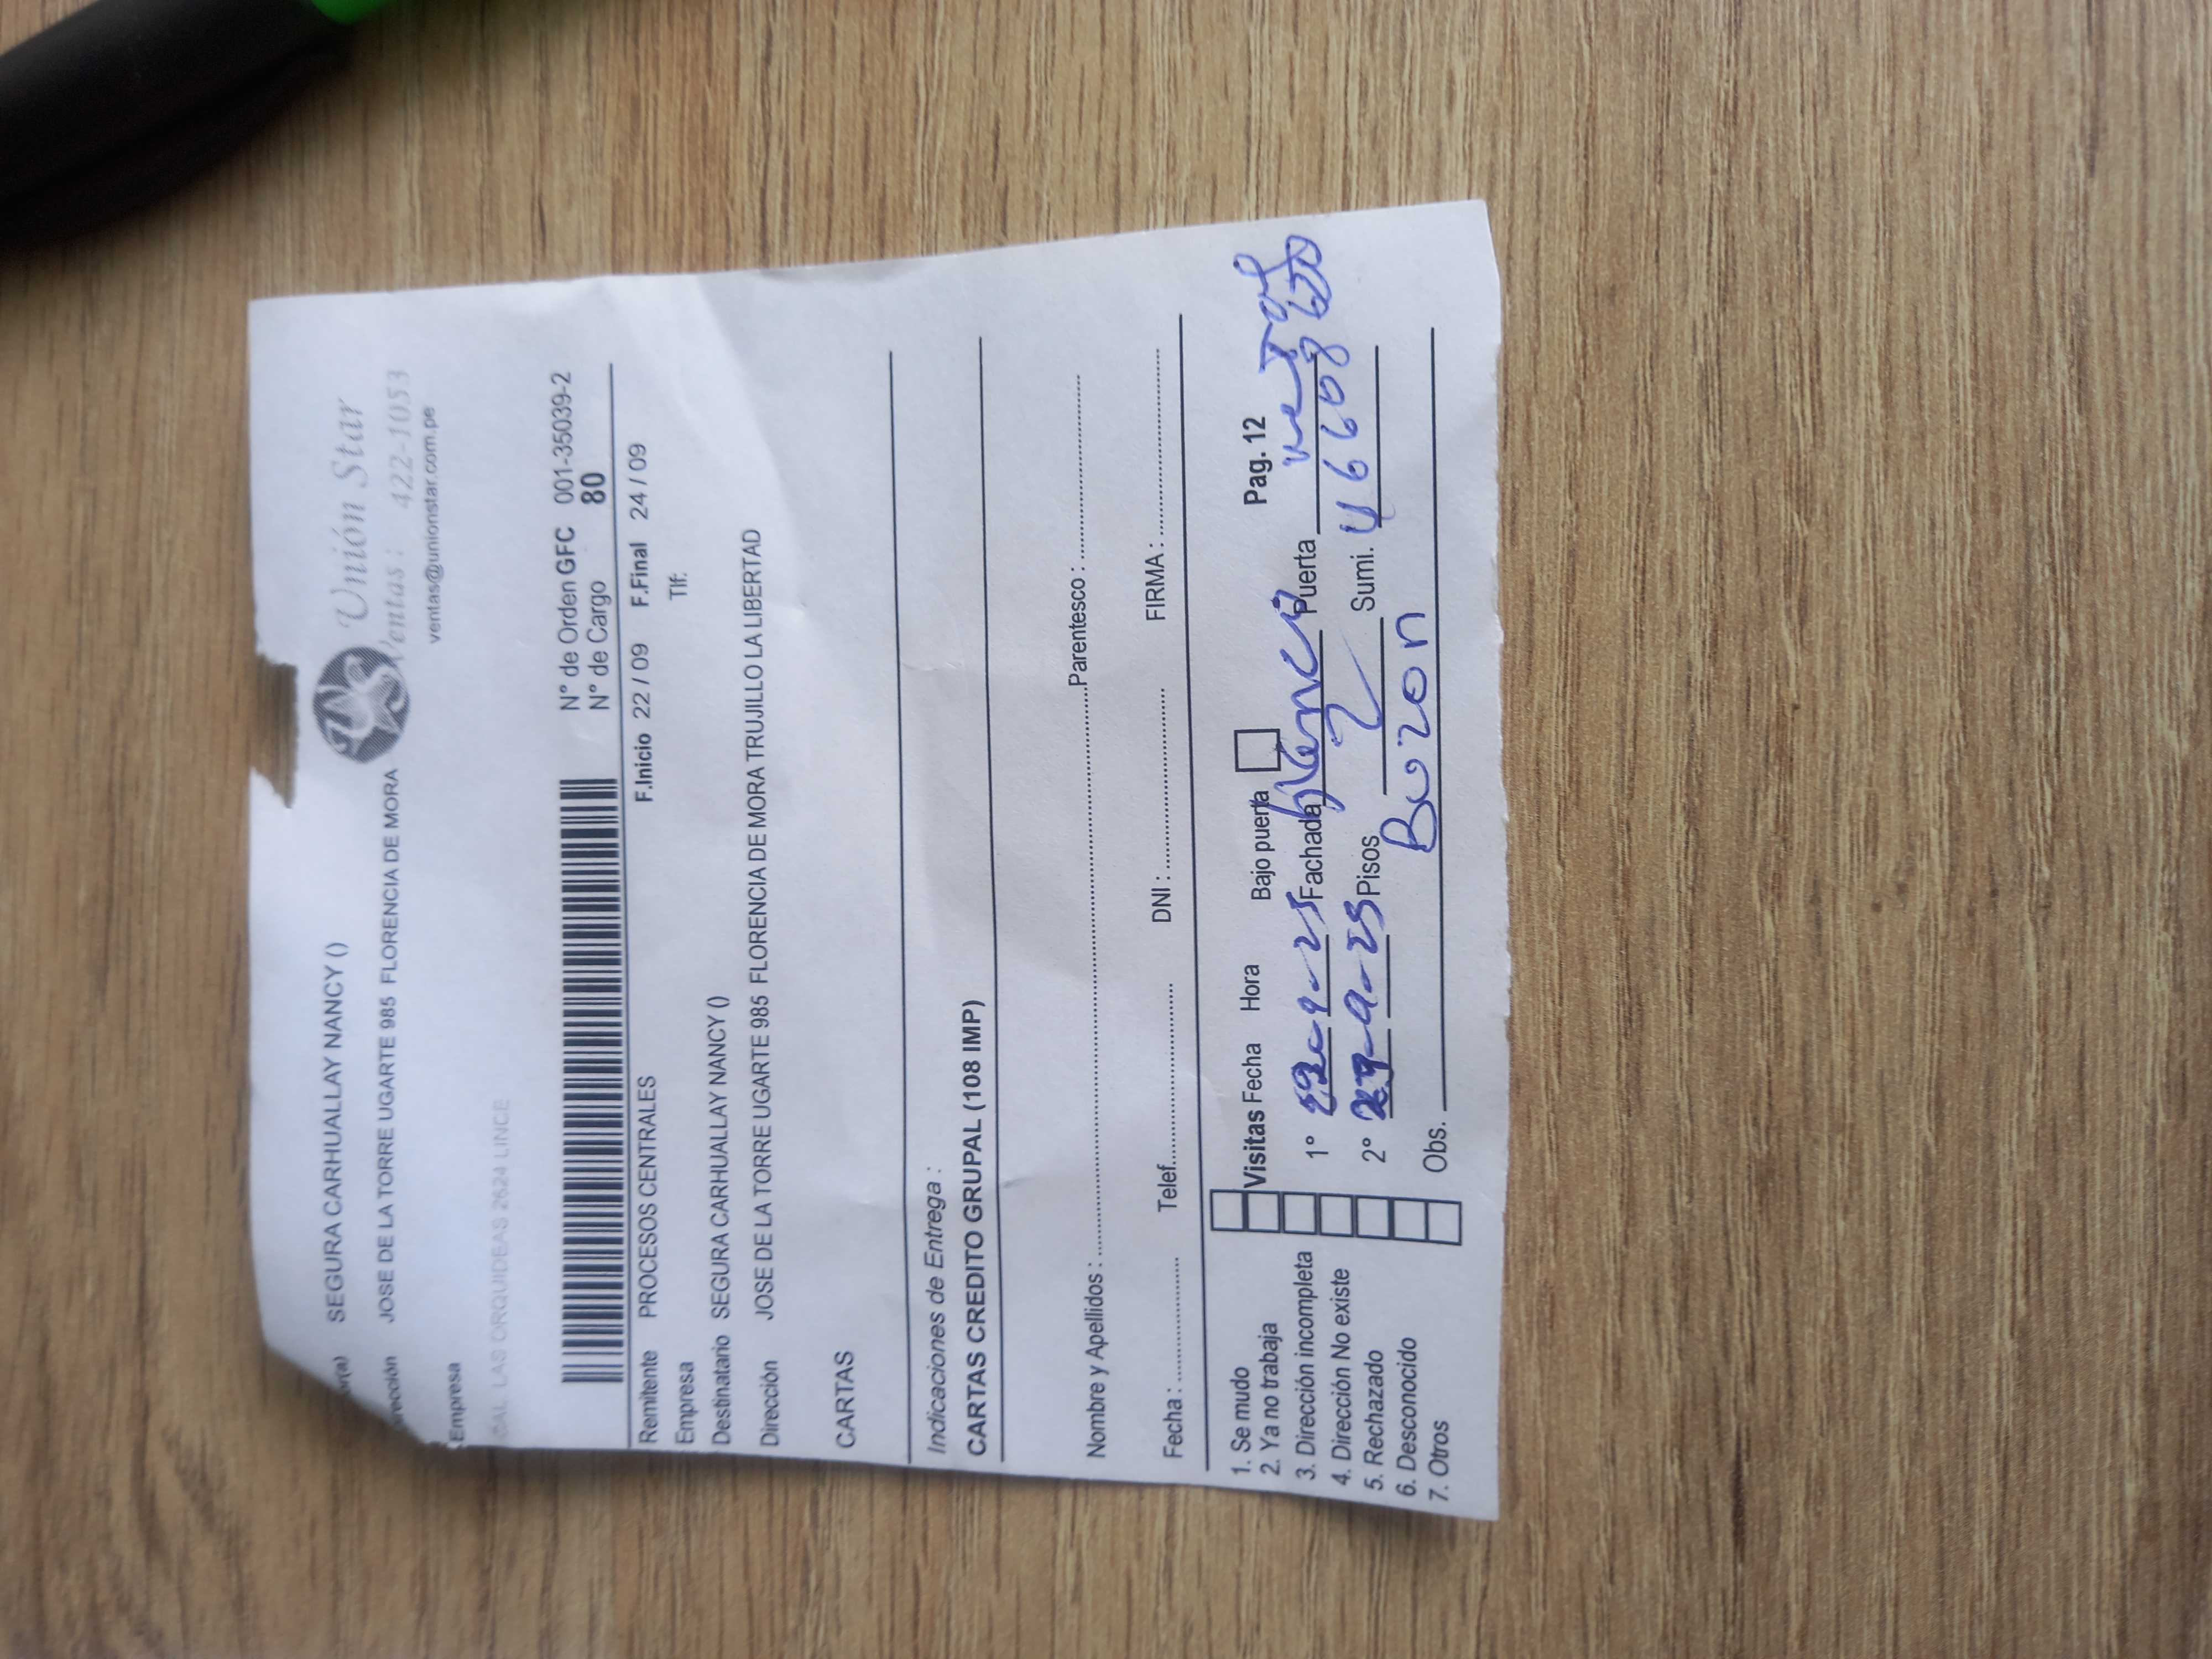 or(a) SEGURA CARHUALLAY NANCY ()
rección JOSE DE LA TORRE UGARTE 985 FLORENCIA DE MORA
Empresa
CAL. LAS ORQUIDEAS 2624 LINCE
Unión Star
Ventas : 422-1053
ventas@unionstar.com.pe
N° de Orden GFC 001-35039-2
N° de Cargo 80
F.Inicio 22 / 09 F.Final 24 / 09
Remitente PROCESOS CENTRALES
Empresa Tlf:
Destinatario SEGURA CARHUALLAY NANCY ()
Dirección JOSE DE LA TORRE UGARTE 985 FLORENCIA DE MORA TRUJILLO LA LIBERTAD
CARTAS
Indicaciones de Entrega :
CARTAS CREDITO GRUPAL (108 IMP)
Nombre y Apellidos : Parentesco :
Fecha : Telef. DNI : FIRMA :
1. Se mudo
2. Ya no trabaja
3. Dirección incompleta
4. Dirección No existe
5. Rechazado
6. Desconocido
7. Otros
Visitas Fecha Hora Bajo puerta Pag. 12
1° Fachada blanco Puerta metal
2° Pisos 2 Sumi.
Obs. Buzon